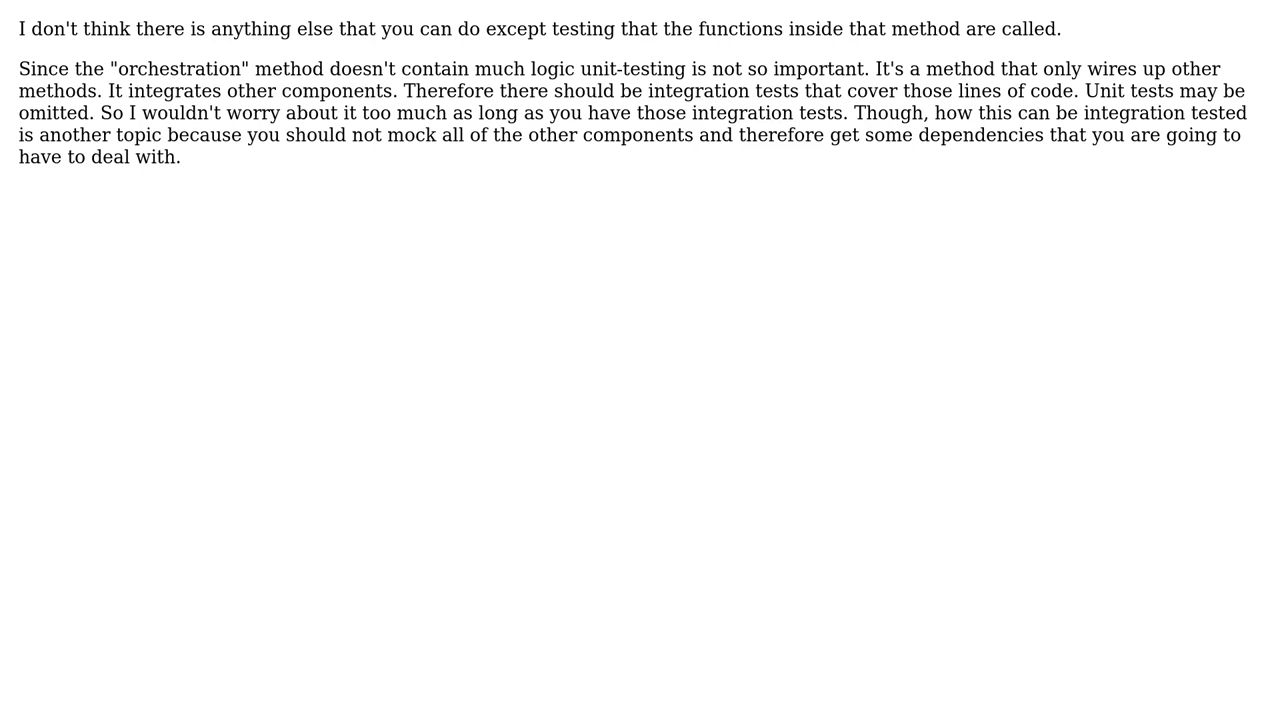 I don't think there is anything else that you can do except testing that the functions inside that method are called.
Since the "orchestration" method doesn't contain much logic unit-testing is not so important. It's a method that only wires up other
methods. It integrates other components. Therefore there should be integration tests that cover those lines of code. Unit tests may be
omitted. So I wouldn't worry about it too much as long as you have those integration tests. Though, how this can be integration tested
is another topic because you should not mock all of the other components and therefore get some dependencies that you are going to
have to deal with.